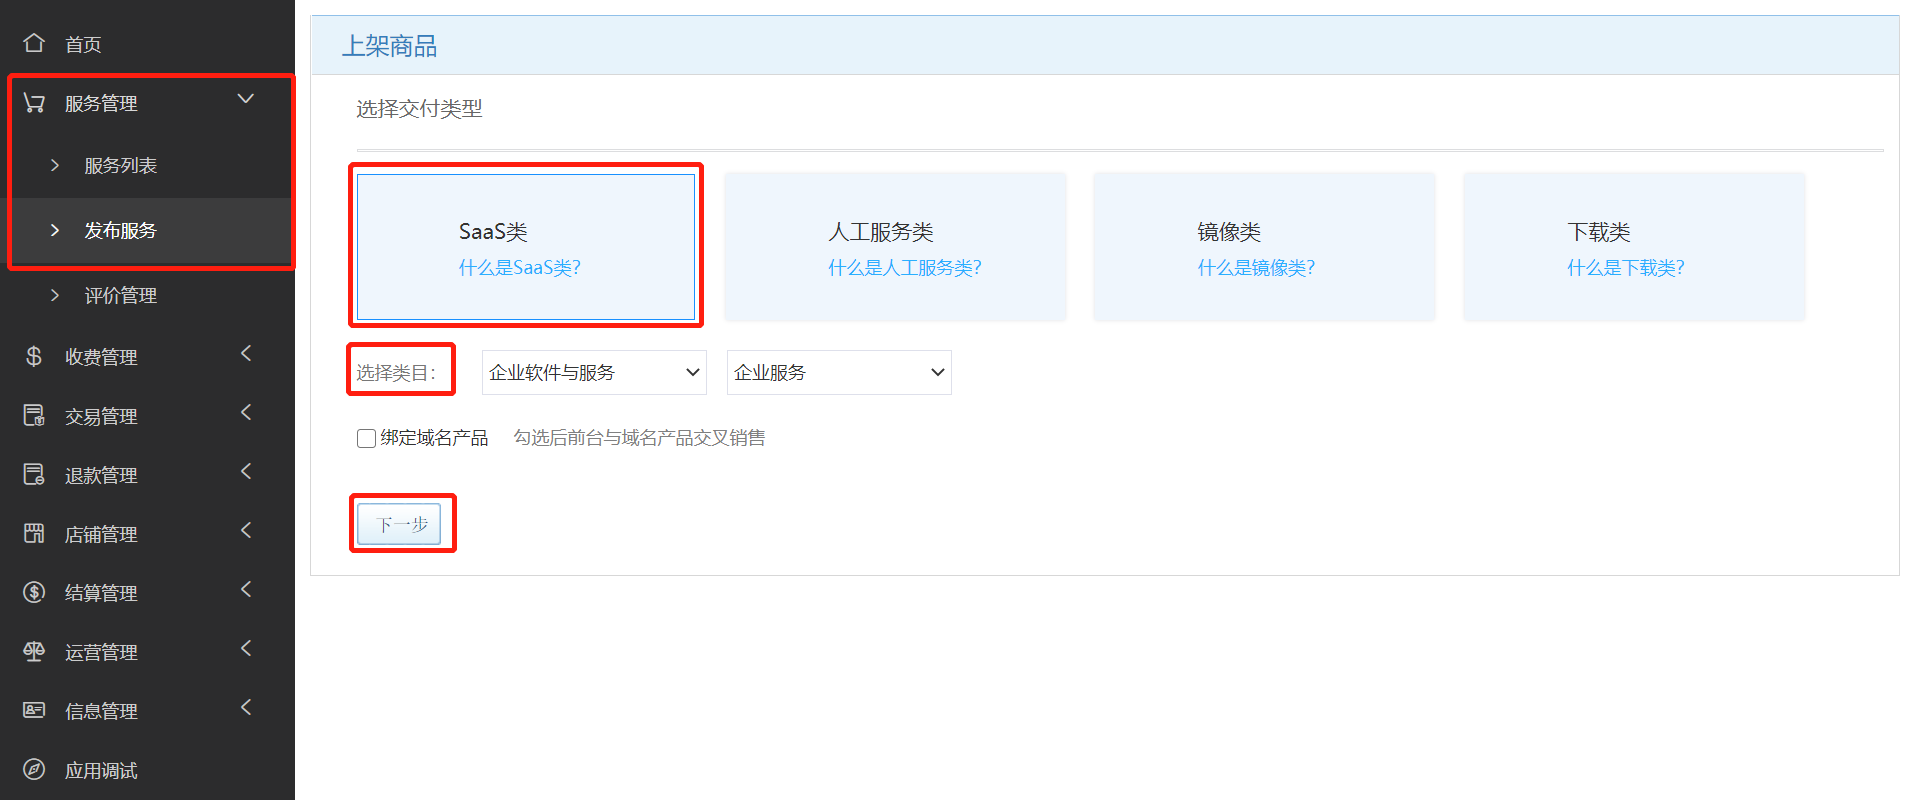 首页
服务管理
服务列表
发布服务
评价管理
收费管理
交易管理
退款管理
店铺管理
结算管理
运营管理
信息管理
应用调试
上架商品
选择交付类型
SaaS类
什么是SaaS类?
人工服务类
什么是人工服务类?
镜像类
什么是镜像类?
下载类
什么是下载类?
选择类目： 企业软件与服务 企业服务
绑定域名产品 勾选后前台与域名产品交叉销售
下一步